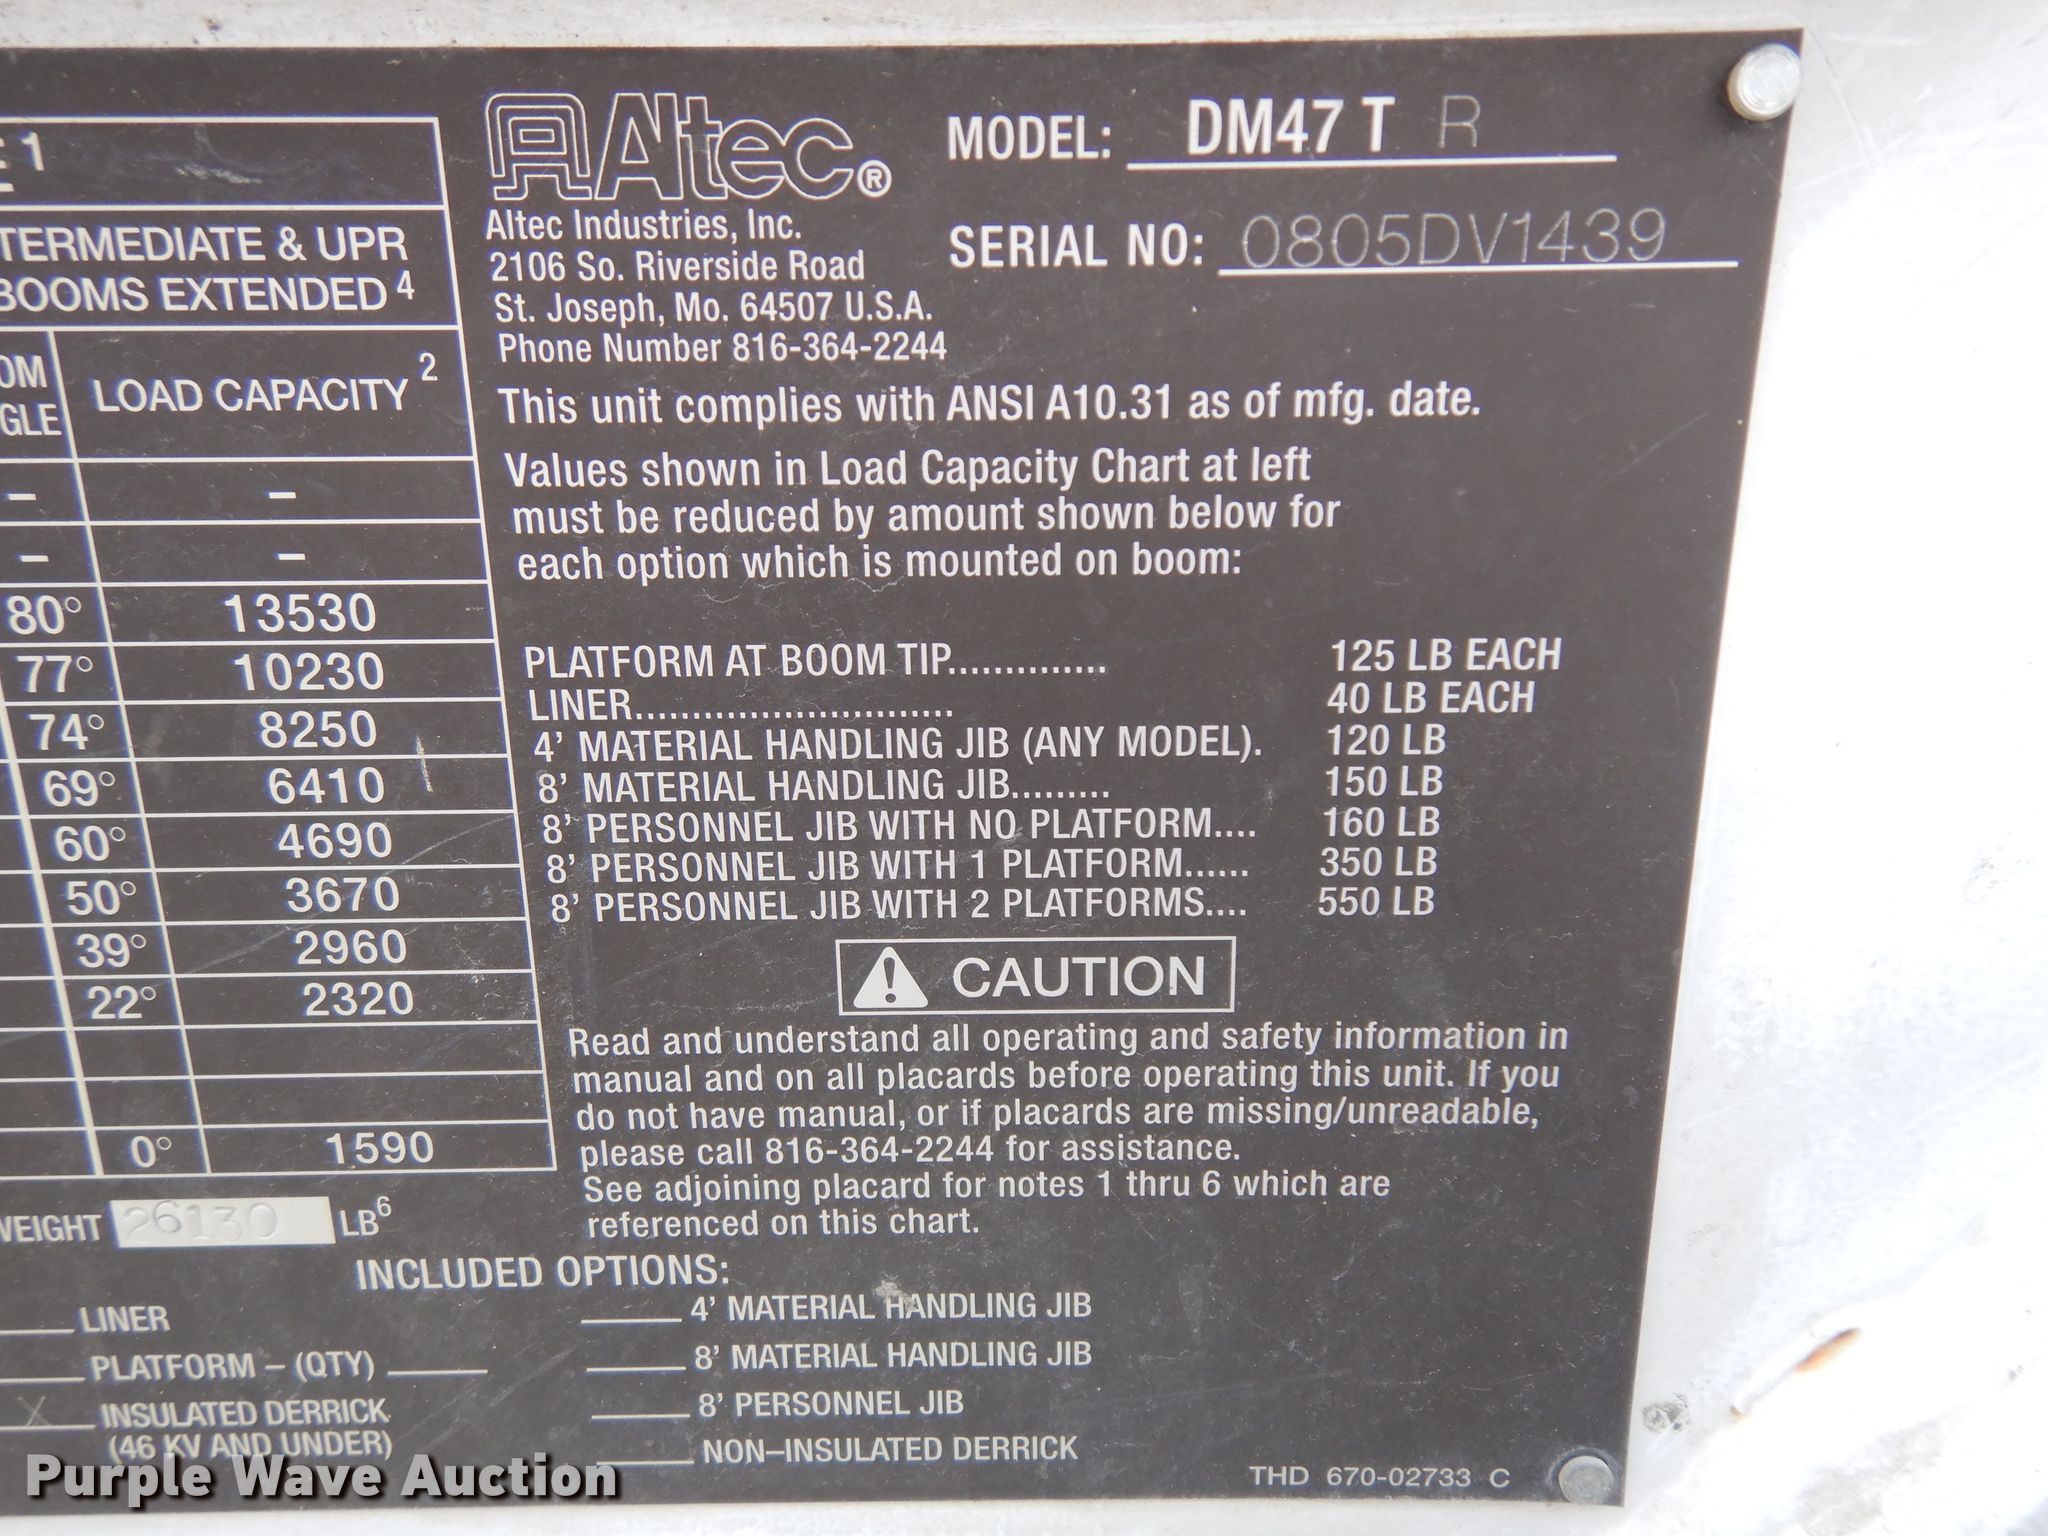 1
TERMEDIATE & UPR
BOOMS EXTENDED 4
LOAD CAPACITY 2
– –
– –
80° 13530
77° 10230
74° 8250
69° 6410
60° 4690
50° 3670
39° 2960
22° 2320
0° 1590
WEIGHT 26130 LB6
Altec®
Altec Industries, Inc.
2106 So. Riverside Road
St. Joseph, Mo. 64507 U.S.A.
Phone Number 816-364-2244
MODEL: DM47 T R
SERIAL NO: 0805DV1439
This unit complies with ANSI A10.31 as of mfg. date.
Values shown in Load Capacity Chart at left
must be reduced by amount shown below for
each option which is mounted on boom:
PLATFORM AT BOOM TIP.............. 125 LB EACH
LINER............................ 40 LB EACH
4' MATERIAL HANDLING JIB (ANY MODEL). 120 LB
8' MATERIAL HANDLING JIB......... 150 LB
8' PERSONNEL JIB WITH NO PLATFORM.... 160 LB
8' PERSONNEL JIB WITH 1 PLATFORM...... 350 LB
8' PERSONNEL JIB WITH 2 PLATFORMS.... 550 LB
CAUTION
Read and understand all operating and safety information in
manual and on all placards before operating this unit. If you
do not have manual, or if placards are missing/unreadable,
please call 816-364-2244 for assistance.
See adjoining placard for notes 1 thru 6 which are
referenced on this chart.
INCLUDED OPTIONS:
LINER
PLATFORM – (QTY)
X INSULATED DERRICK
(46 KV AND UNDER)
4' MATERIAL HANDLING JIB
8' MATERIAL HANDLING JIB
8' PERSONNEL JIB
NON–INSULATED DERRICK
THD 670-02733 C
Purple Wave Auction